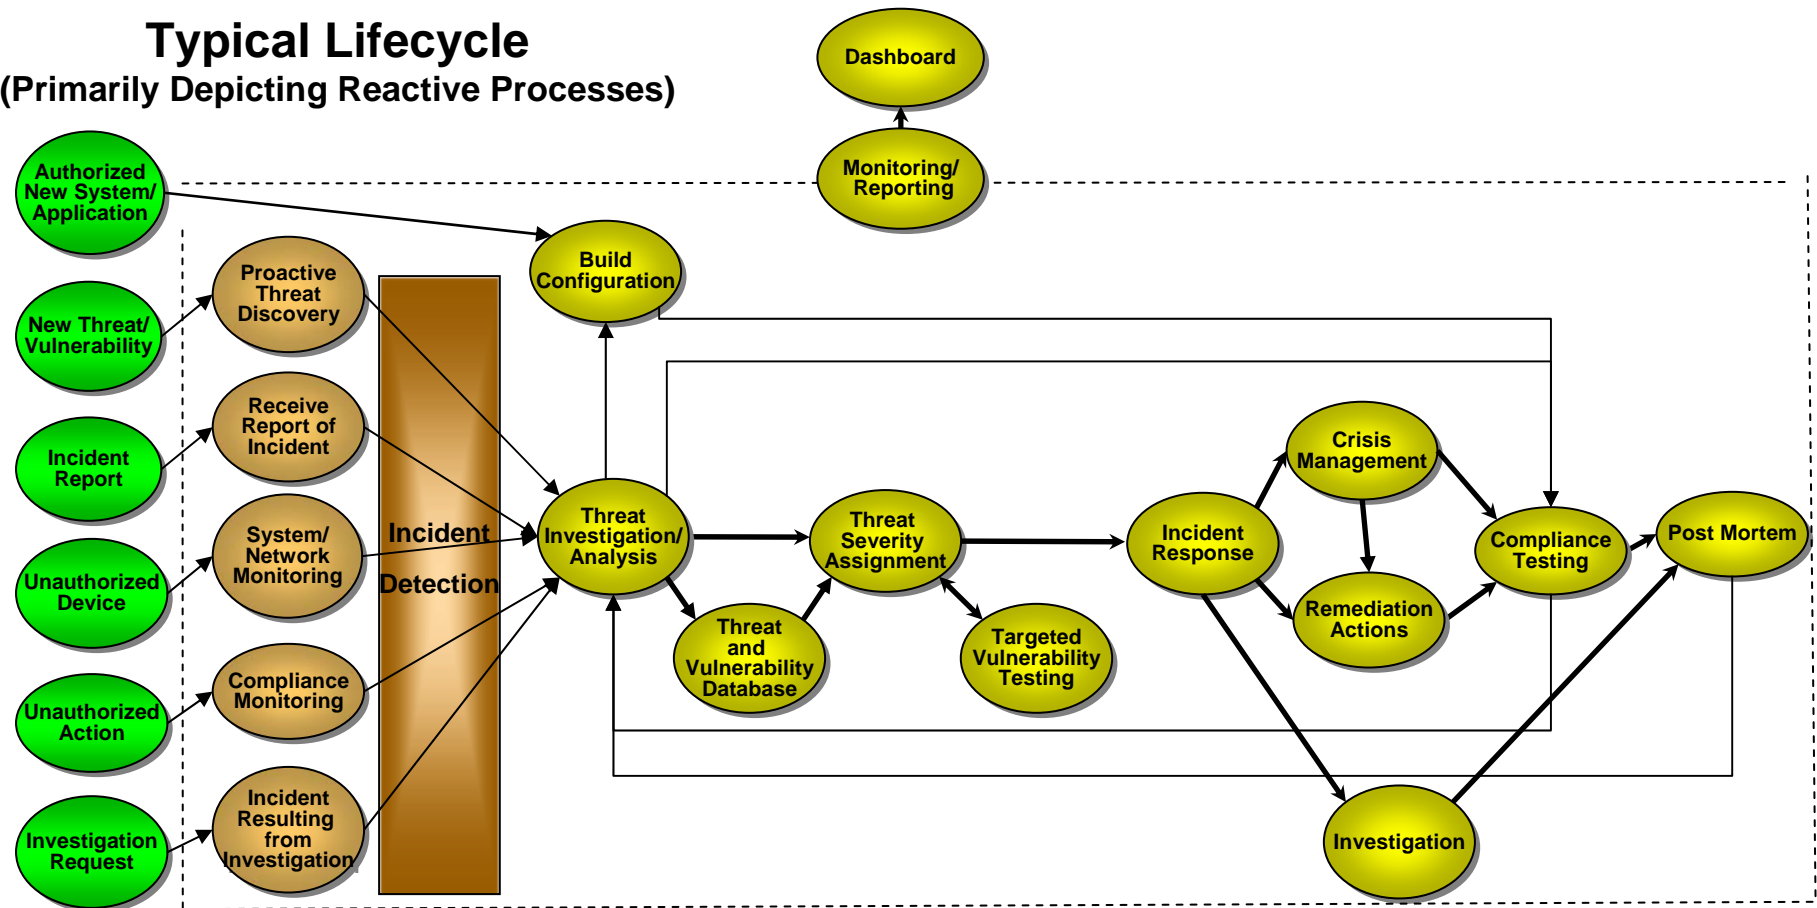 Typical Lifecycle
(Primarily Depicting Reactive Processes)
Dashboard
Monitoring/
Reporting
Authorized
New System/
Application
Build
Configuration
Proactive
Threat
Discovery
New Threat/
Vulnerability
Receive
Report of
Incident
Incident
Report
System/
Network
Monitoring
Unauthorized
Device
Compliance
Monitoring
Unauthorized
Action
Incident
Resulting
from
Investigation
Investigation
Request
Incident
Detection
Threat
Investigation/
Analysis
Threat
Severity
Assignment
Threat
and
Vulnerability
Database
Targeted
Vulnerability
Testing
Incident
Response
Crisis
Management
Remediation
Actions
Compliance
Testing
Post Mortem
Investigation